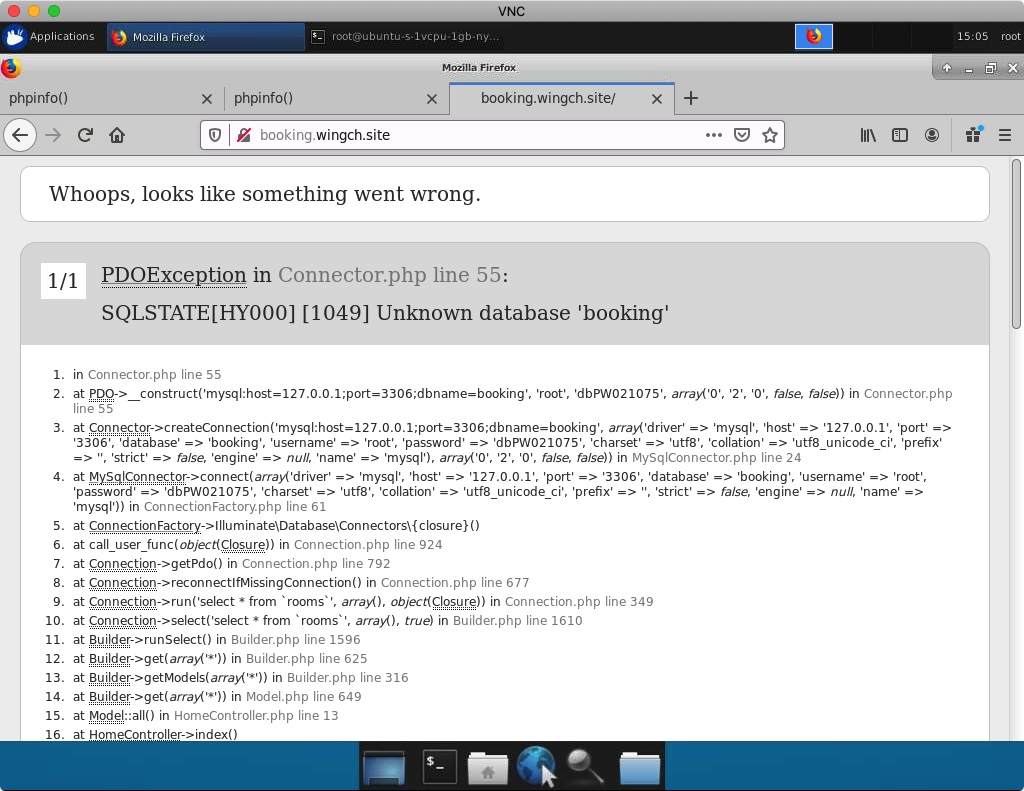 VNC
Applications
Mozilla Firefox
root@ubuntu-s-1vcpu-1gb-ny...
15:05
root
Mozilla Firefox
phpinfo()
phpinfo()
booking.wingch.site/
booking.wingch.site
Whoops, looks like something went wrong.
1/1
PDOException in Connector.php line 55:
SQLSTATE[HY000] [1049] Unknown database 'booking'
1. in Connector.php line 55
2. at PDO->__construct('mysql:host=127.0.0.1;port=3306;dbname=booking', 'root', 'dbPW021075', array('0', '2', '0', false, false)) in Connector.php
line 55
3. at Connector->createConnection('mysql:host=127.0.0.1;port=3306;dbname=booking', array('driver' => 'mysql', 'host' => '127.0.0.1', 'port' =>
'3306', 'database' => 'booking', 'username' => 'root', 'password' => 'dbPW021075', 'charset' => 'utf8', 'collation' => 'utf8_unicode_ci', 'prefix'
=> '', 'strict' => false, 'engine' => null, 'name' => 'mysql'), array('0', '2', '0', false, false)) in MySqlConnector.php line 24
4. at MySqlConnector->connect(array('driver' => 'mysql', 'host' => '127.0.0.1', 'port' => '3306', 'database' => 'booking', 'username' => 'root',
'password' => 'dbPW021075', 'charset' => 'utf8', 'collation' => 'utf8_unicode_ci', 'prefix' => '', 'strict' => false, 'engine' => null, 'name' =>
'mysql')) in ConnectionFactory.php line 61
5. at ConnectionFactory->Illuminate\Database\Connectors\{closure}()
6. at call_user_func(object(Closure)) in Connection.php line 924
7. at Connection->getPdo() in Connection.php line 792
8. at Connection->reconnectIfMissingConnection() in Connection.php line 677
9. at Connection->run('select * from `rooms`', array(), object(Closure)) in Connection.php line 349
10. at Connection->select('select * from `rooms`', array(), true) in Builder.php line 1610
11. at Builder->runSelect() in Builder.php line 1596
12. at Builder->get(array('*')) in Builder.php line 625
13. at Builder->getModels(array('*')) in Builder.php line 316
14. at Builder->get(array('*')) in Model.php line 649
15. at Model::all() in HomeController.php line 13
16. at HomeController->index()
$_